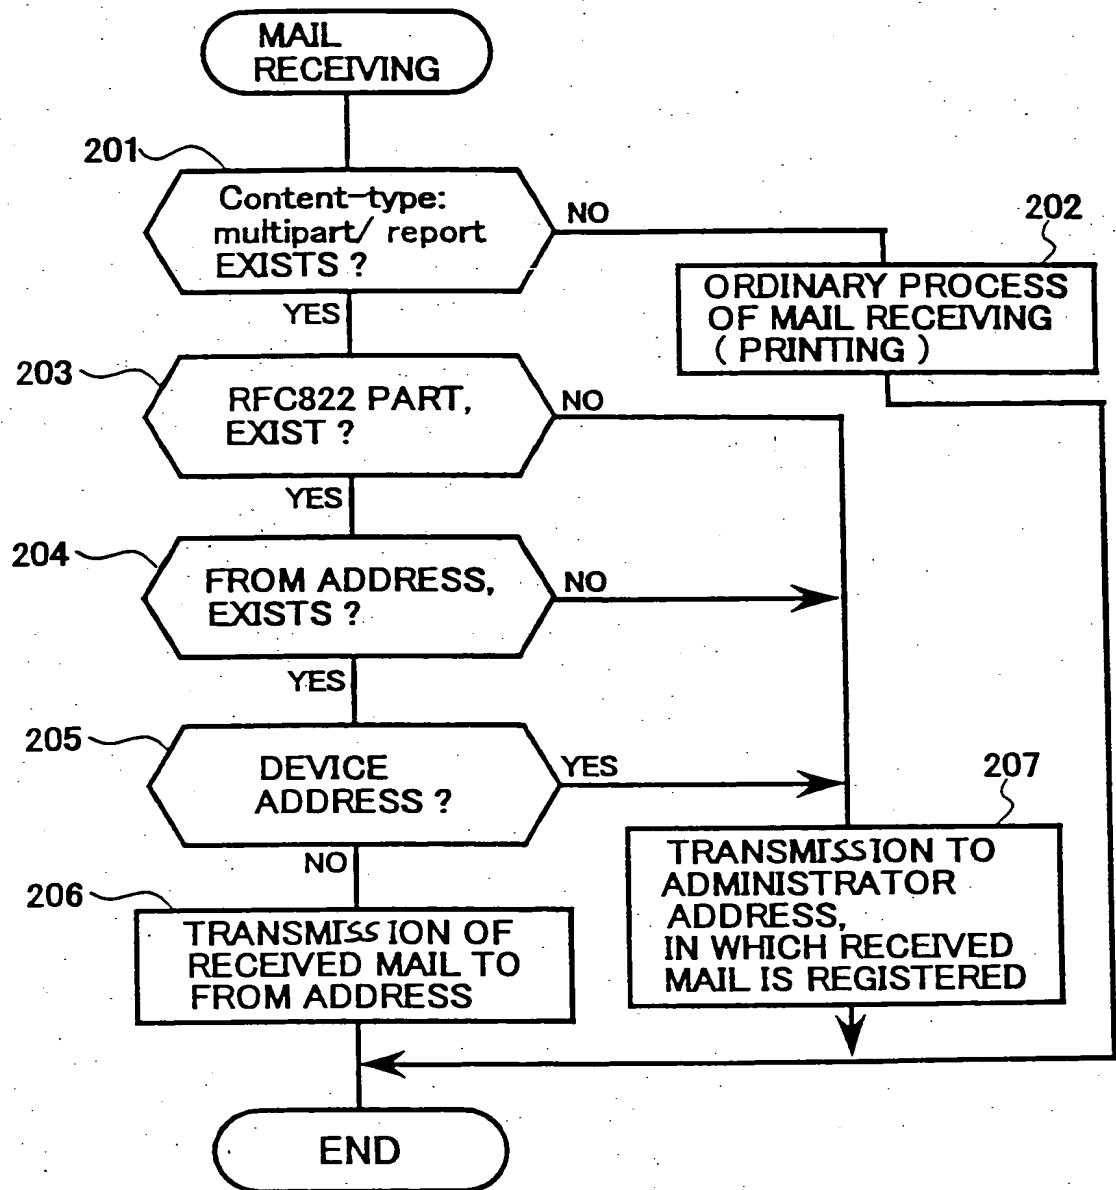 MAIL
RECEIVING
201
Content-type:
multipart/ report
EXISTS ?
NO
YES
202
ORDINARY PROCESS
OF MAIL RECEIVING
( PRINTING )
203
RFC822 PART,
EXIST ?
NO
YES
204
FROM ADDRESS,
EXISTS ?
NO
YES
205
DEVICE
ADDRESS ?
YES
NO
206
TRANSMISSION OF
RECEIVED MAIL TO
FROM ADDRESS
207
TRANSMISSION TO
ADMINISTRATOR
ADDRESS,
IN WHICH RECEIVED
MAIL IS REGISTERED
END